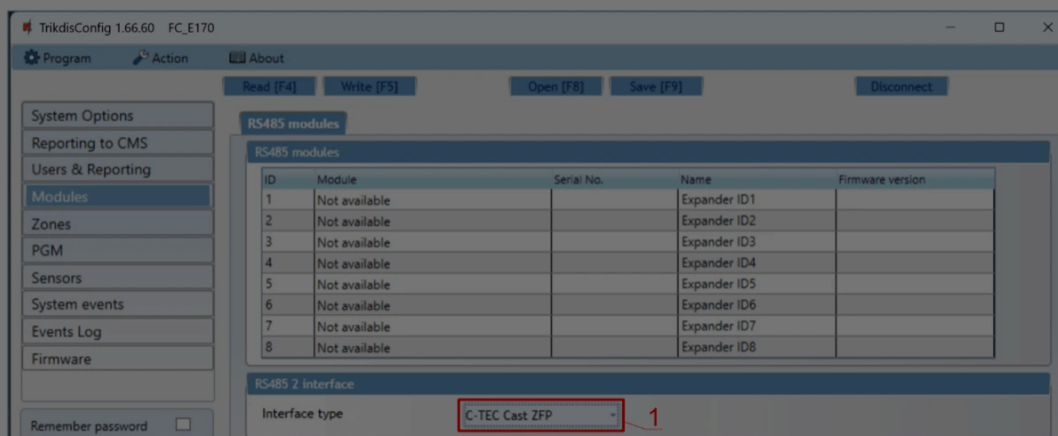 TrikdisConfig 1.66.60 FC_E170
Program Action About
Read [F4] Write [F5] Open [F8] Save [F9] Disconnect
System Options
Reporting to CMS
Users & Reporting
Modules
Zones
PGM
Sensors
System events
Events Log
Firmware
Remember password
RS485 modules
RS485 modules
ID Module Serial No. Name Firmware version
1 Not available Expander ID1
2 Not available Expander ID2
3 Not available Expander ID3
4 Not available Expander ID4
5 Not available Expander ID5
6 Not available Expander ID6
7 Not available Expander ID7
8 Not available Expander ID8
RS485 2 interface
Interface type C-TEC Cast ZFP 1